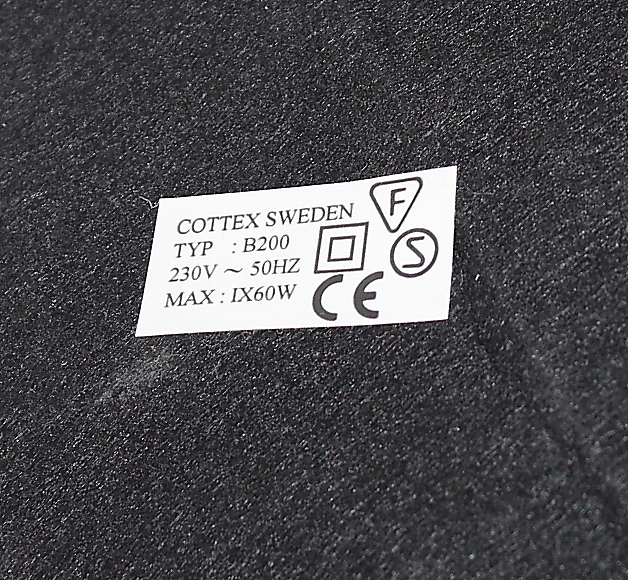 COTTEX SWEDEN
TYP : B200
230V ~ 50HZ
MAX : IX60W
F
S
CE